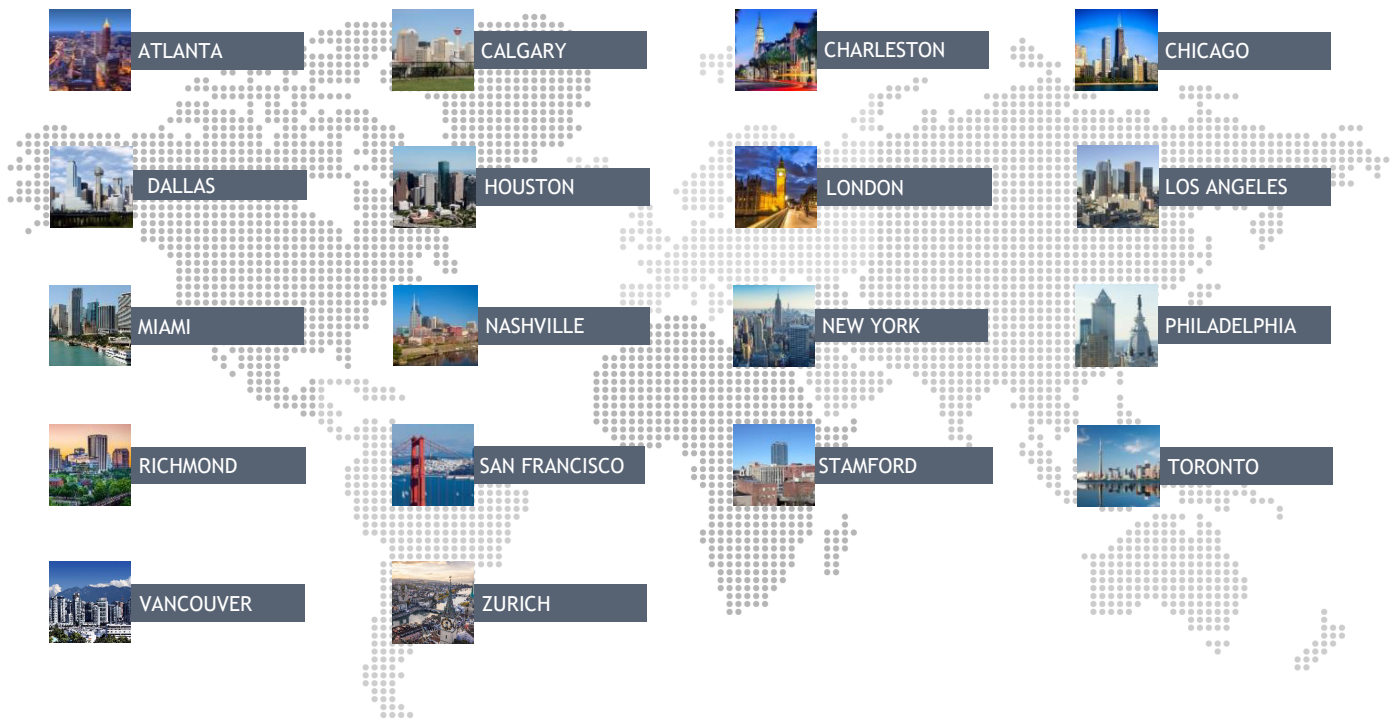 ATLANTA
CALGARY
CHARLESTON
CHICAGO
DALLAS
HOUSTON
LONDON
LOS ANGELES
MIAMI
NASHVILLE
NEW YORK
PHILADELPHIA
RICHMOND
SAN FRANCISCO
STAMFORD
TORONTO
VANCOUVER
ZURICH